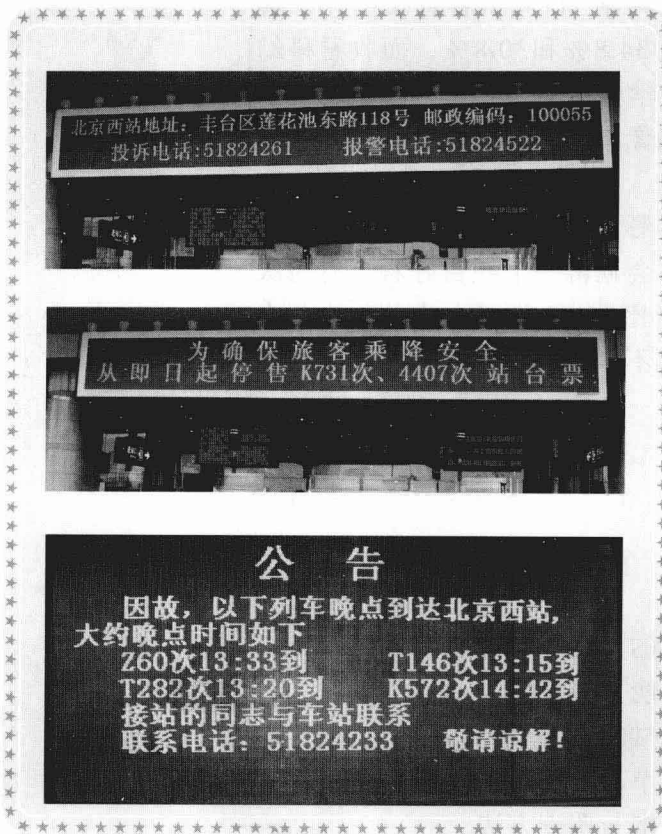 北京西站地址：丰台区莲花池东路118号 邮政编码：100055
投诉电话:51824261 报警电话:51824522
为确保旅客乘降安全
从即日起停售K731次、4407次站台票
公 告
因故，以下列车晚点到达北京西站,
大约晚点时间如下
Z60次13:33到 T146次13:15到
T282次13:20到 K572次14:42到
接站的同志与车站联系
联系电话：51824233 敬请谅解！